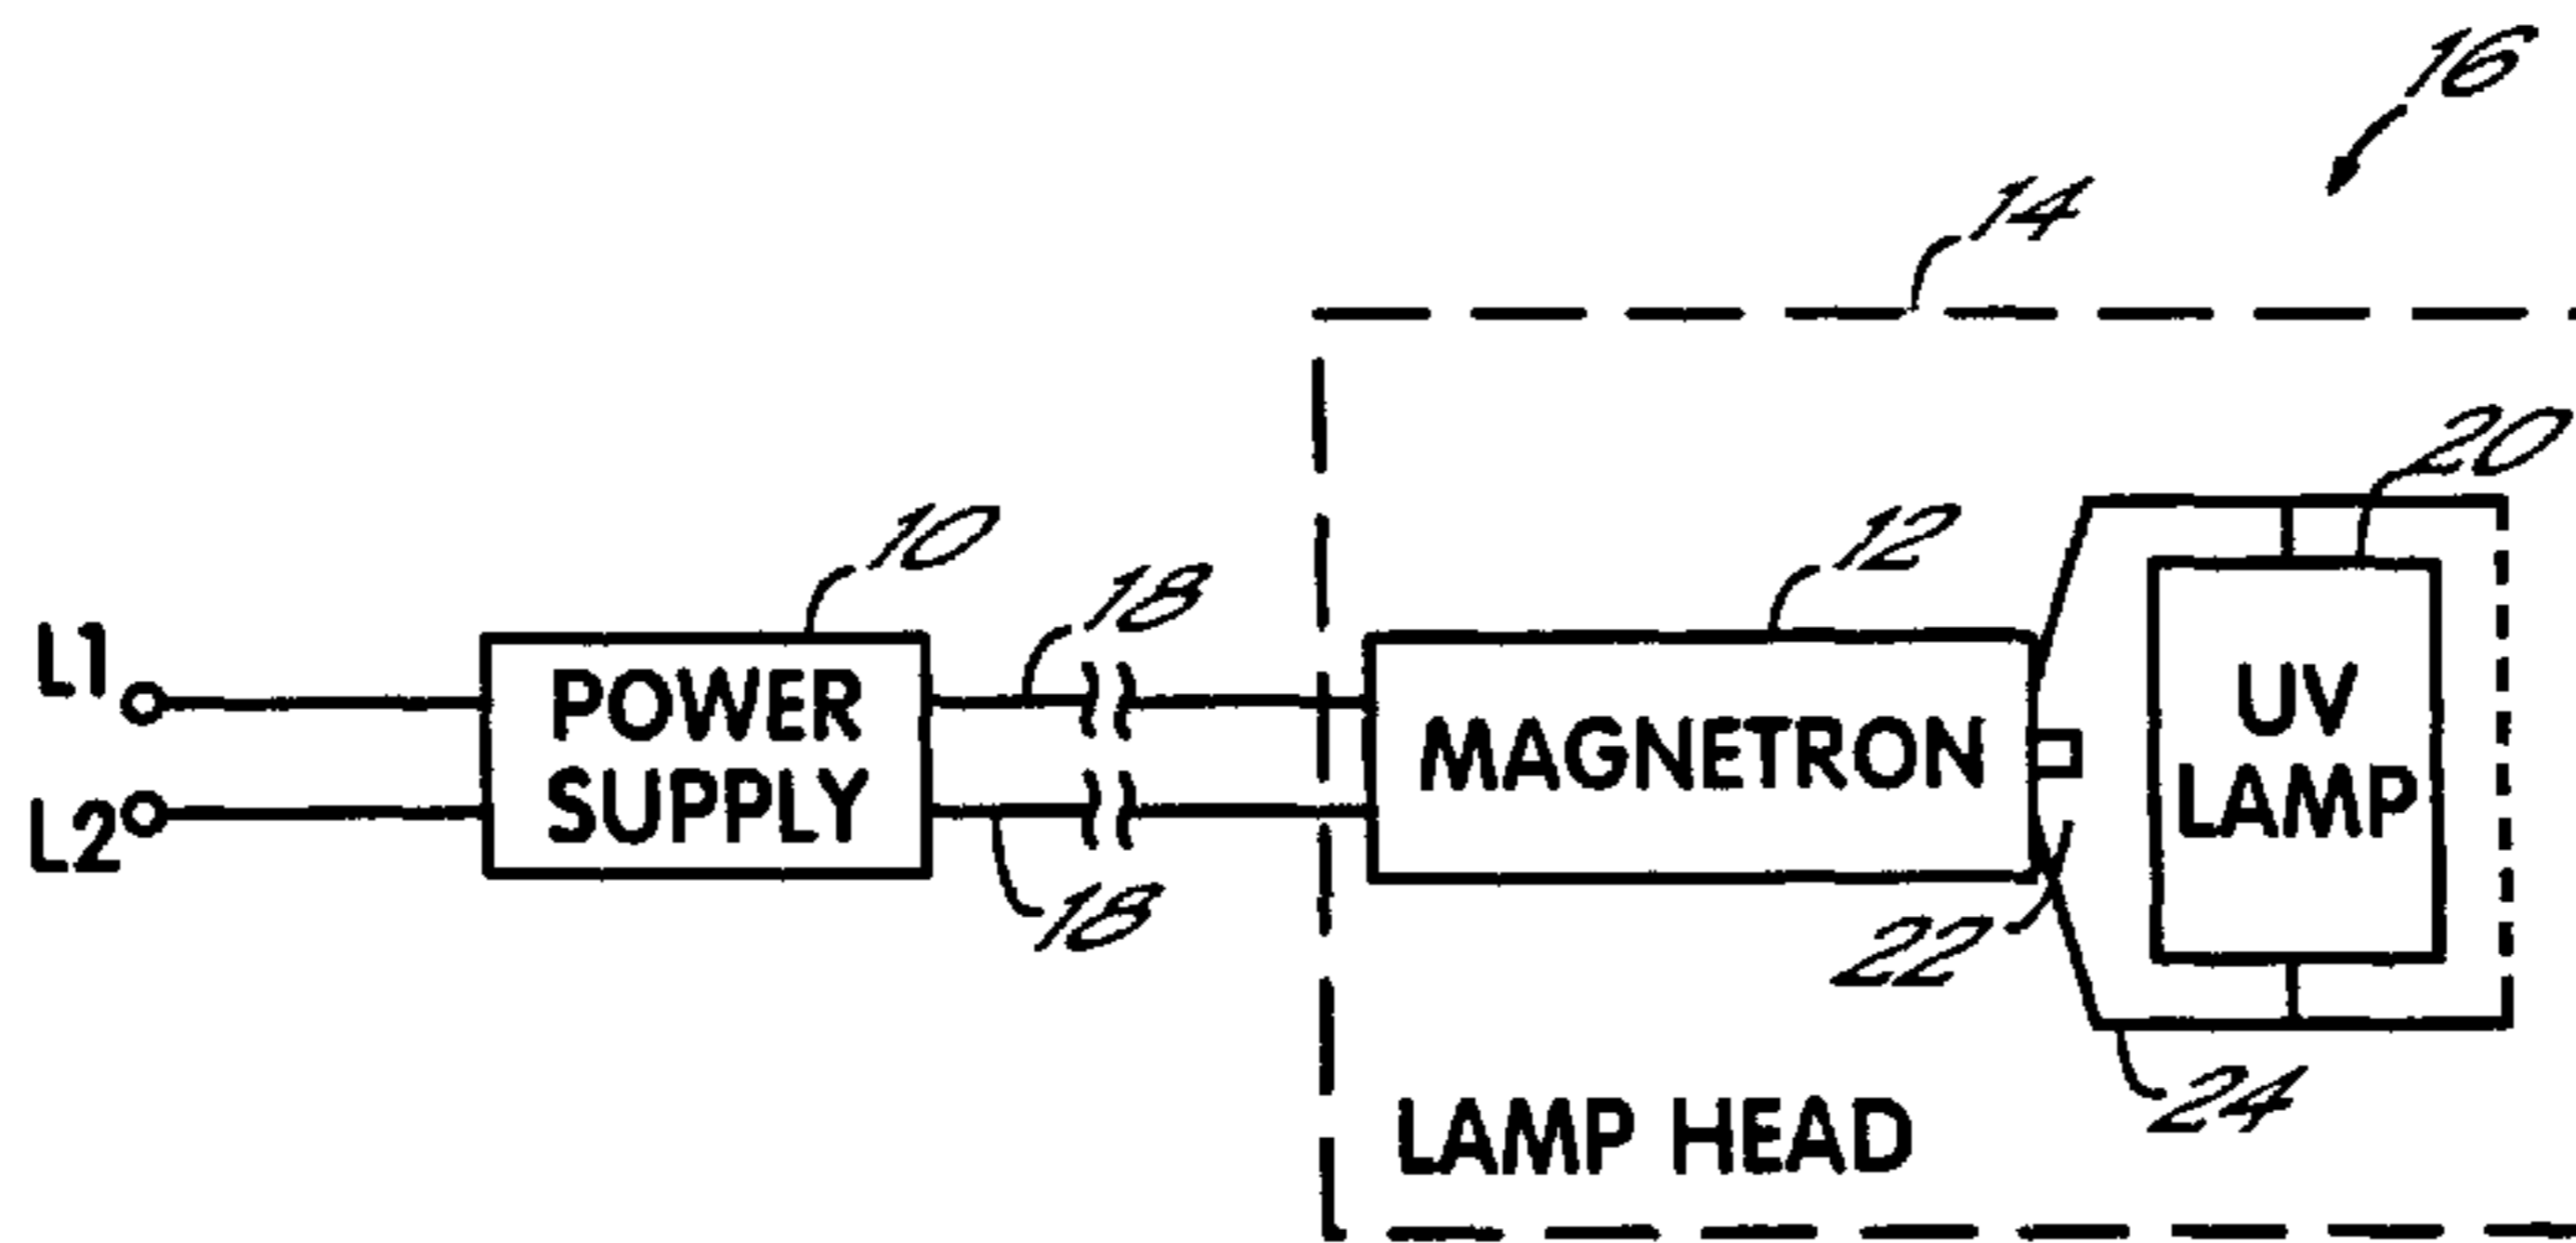 16
14
20
10
12
18
L1
POWER
SUPPLY
L2
MAGNETRON
UV
LAMP
18
22
24
LAMP HEAD